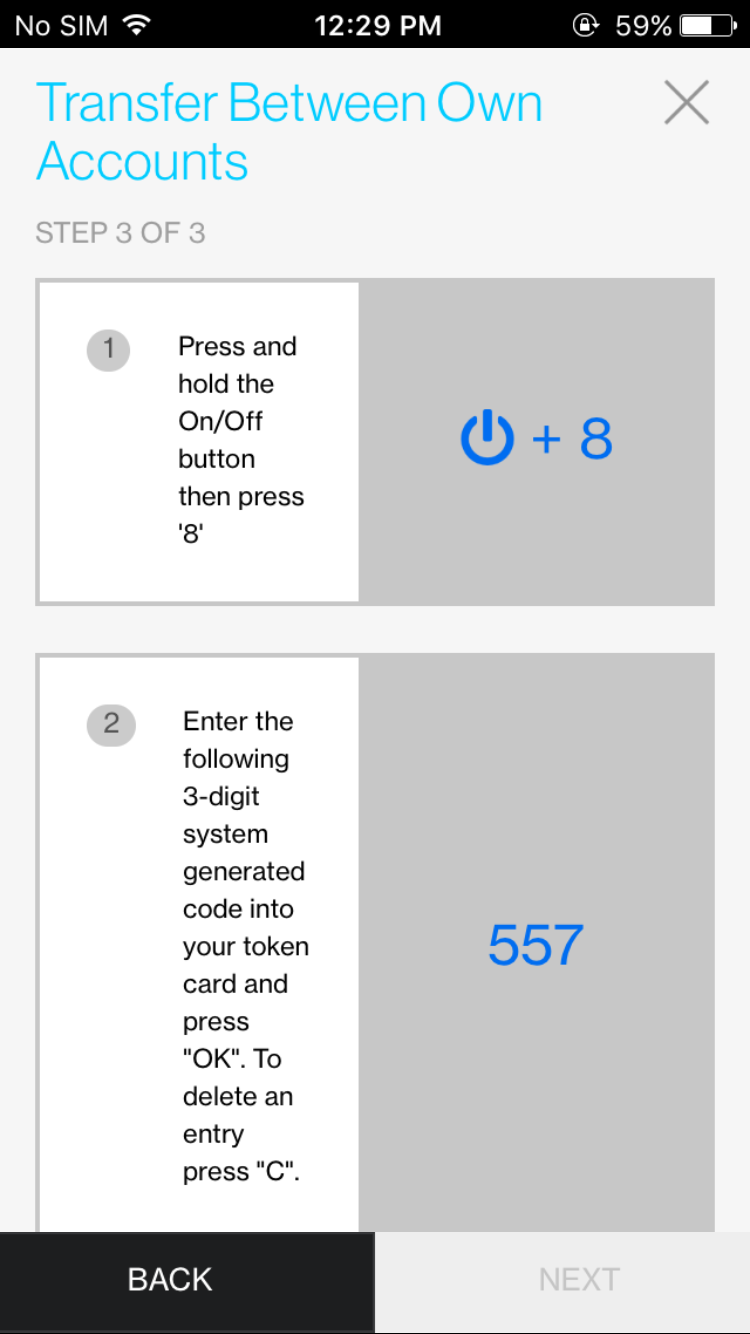 No SIM 12:29 PM 59%
Transfer Between Own
Accounts
STEP 3 OF 3
1
Press and
hold the
On/Off
button
then press
'8'
+ 8
2
Enter the
following
3-digit
system
generated
code into
your token
card and
press
"OK". To
delete an
entry
press "C".
557
BACK NEXT